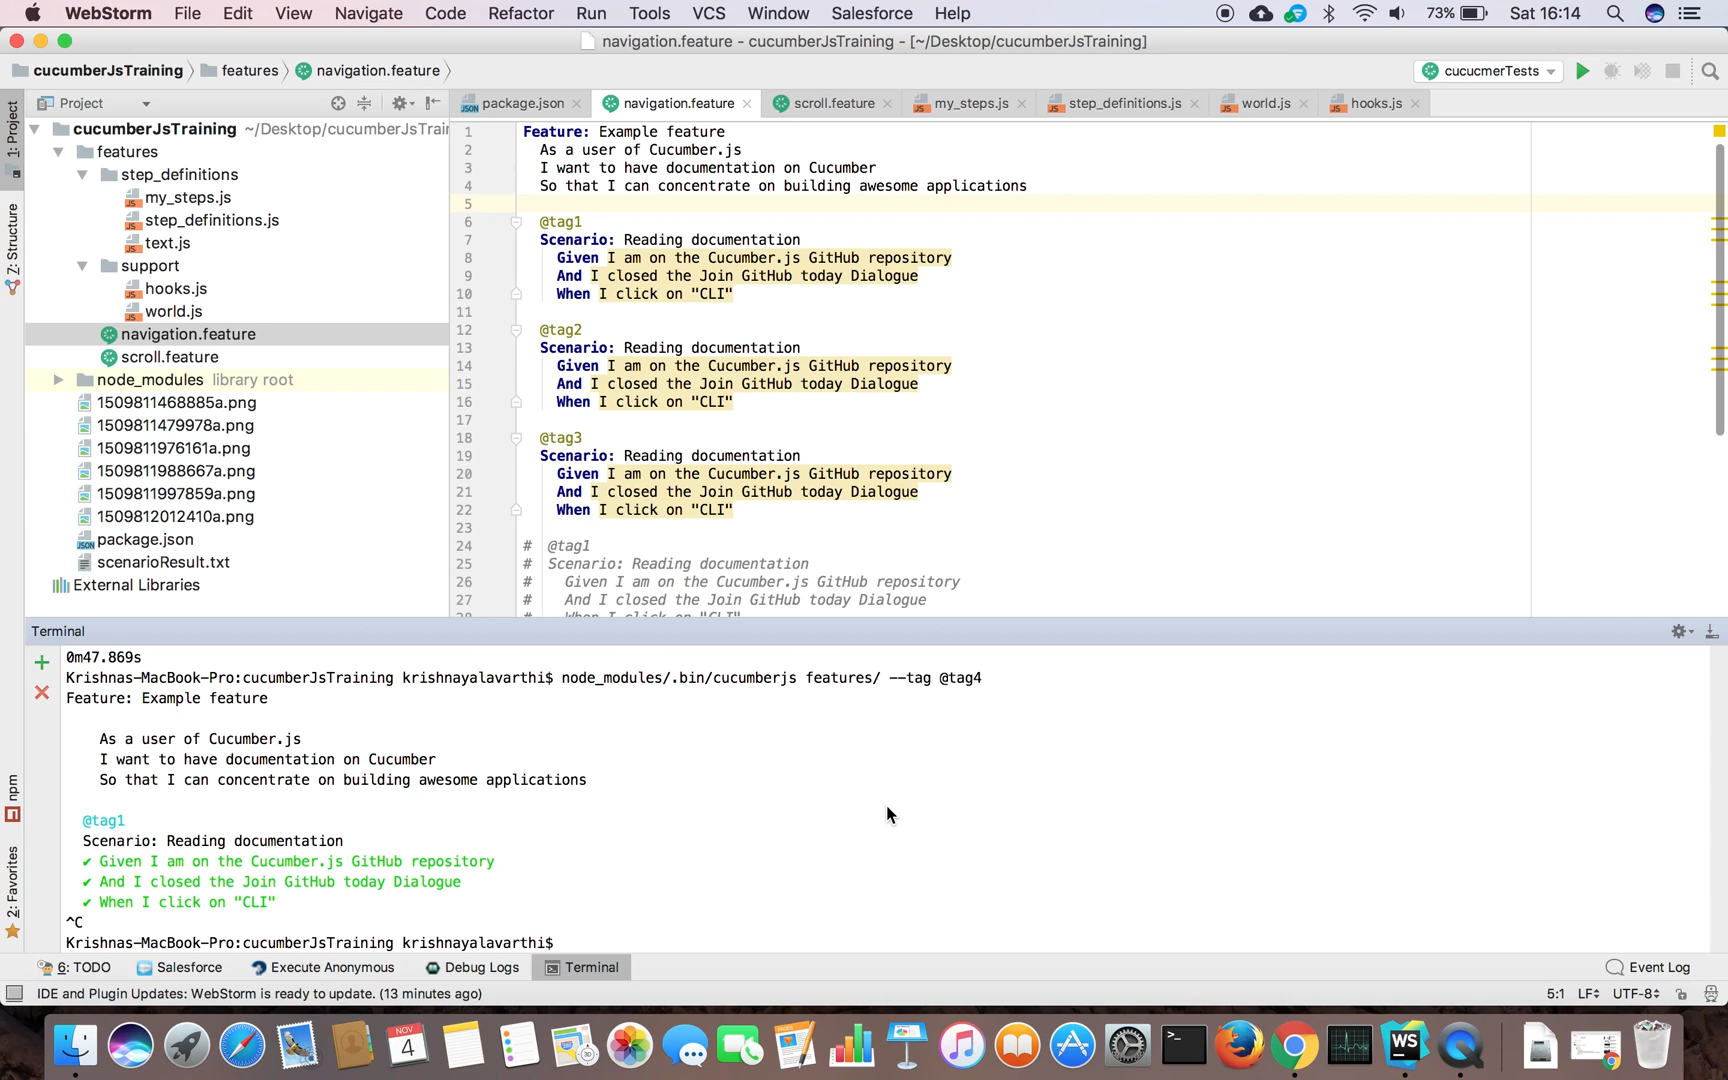 WebStorm File Edit View Navigate Code Refactor Run Tools VCS Window Salesforce Help 73% Sat 16:14
navigation.feature - cucumberJsTraining - [~/Desktop/cucumberJsTraining]
cucumberJsTraining features navigation.feature cucucmerTests
Project
package.json navigation.feature scroll.feature my_steps.js step_definitions.js world.js hooks.js
1: Project
Z: Structure
npm
2: Favorites
cucumberJsTraining ~/Desktop/cucumberJsTrai
features
step_definitions
my_steps.js
step_definitions.js
text.js
support
hooks.js
world.js
navigation.feature
scroll.feature
node_modules library root
1509811468885a.png
1509811479978a.png
1509811976161a.png
1509811988667a.png
1509811997859a.png
1509812012410a.png
package.json
scenarioResult.txt
External Libraries
1 Feature: Example feature
2 As a user of Cucumber.js
3 I want to have documentation on Cucumber
4 So that I can concentrate on building awesome applications
5
6 @tag1
7 Scenario: Reading documentation
8 Given I am on the Cucumber.js GitHub repository
9 And I closed the Join GitHub today Dialogue
10 When I click on "CLI"
11
12 @tag2
13 Scenario: Reading documentation
14 Given I am on the Cucumber.js GitHub repository
15 And I closed the Join GitHub today Dialogue
16 When I click on "CLI"
17
18 @tag3
19 Scenario: Reading documentation
20 Given I am on the Cucumber.js GitHub repository
21 And I closed the Join GitHub today Dialogue
22 When I click on "CLI"
23
24 # @tag1
25 # Scenario: Reading documentation
26 # Given I am on the Cucumber.js GitHub repository
27 # And I closed the Join GitHub today Dialogue
28 # When I click on "CLI"
Terminal
0m47.869s
Krishnas-MacBook-Pro:cucumberJsTraining krishnayalavarthi$ node_modules/.bin/cucumberjs features/ --tag @tag4
Feature: Example feature
As a user of Cucumber.js
I want to have documentation on Cucumber
So that I can concentrate on building awesome applications
@tag1
Scenario: Reading documentation
✔ Given I am on the Cucumber.js GitHub repository
✔ And I closed the Join GitHub today Dialogue
✔ When I click on "CLI"
^C
Krishnas-MacBook-Pro:cucumberJsTraining krishnayalavarthi$
6: TODO Salesforce Execute Anonymous Debug Logs Terminal Event Log
IDE and Plugin Updates: WebStorm is ready to update. (13 minutes ago) 5:1 LF UTF-8
NOV
4
WS